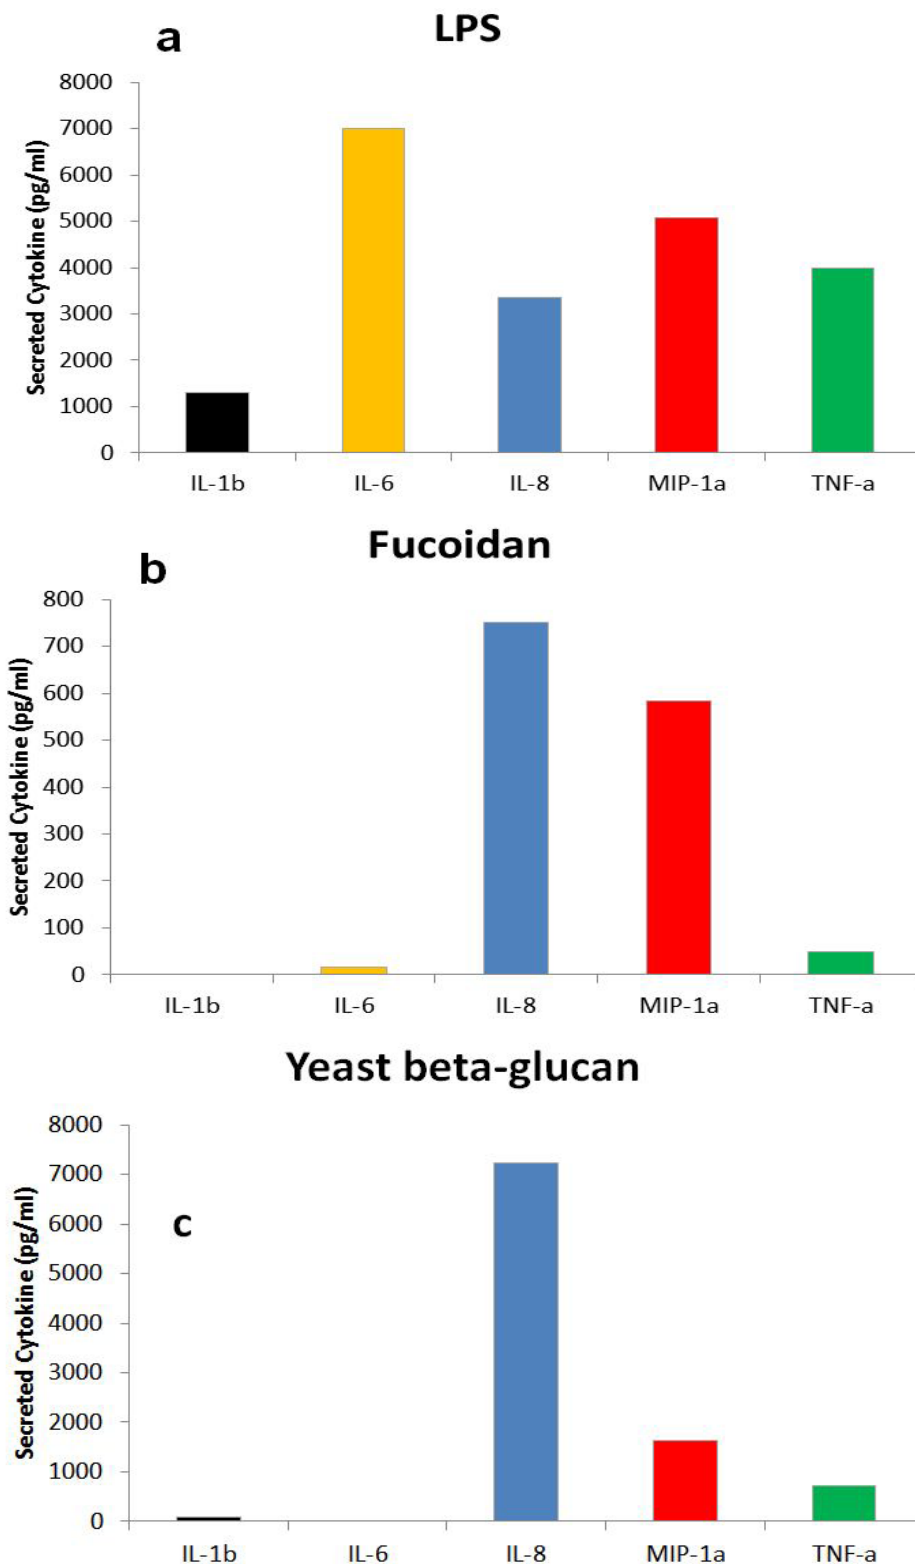 a
LPS
Secreted Cytokine (pg/ml)
8000
7000
6000
5000
4000
3000
2000
1000
0
IL-1b IL-6 IL-8 MIP-1a TNF-a
b
Fucoidan
Secreted Cytokine (pg/ml)
800
700
600
500
400
300
200
100
0
IL-1b IL-6 IL-8 MIP-1a TNF-a
Yeast beta-glucan
c
Secreted Cytokine (pg/ml)
8000
7000
6000
5000
4000
3000
2000
1000
0
IL-1b IL-6 IL-8 MIP-1a TNF-a